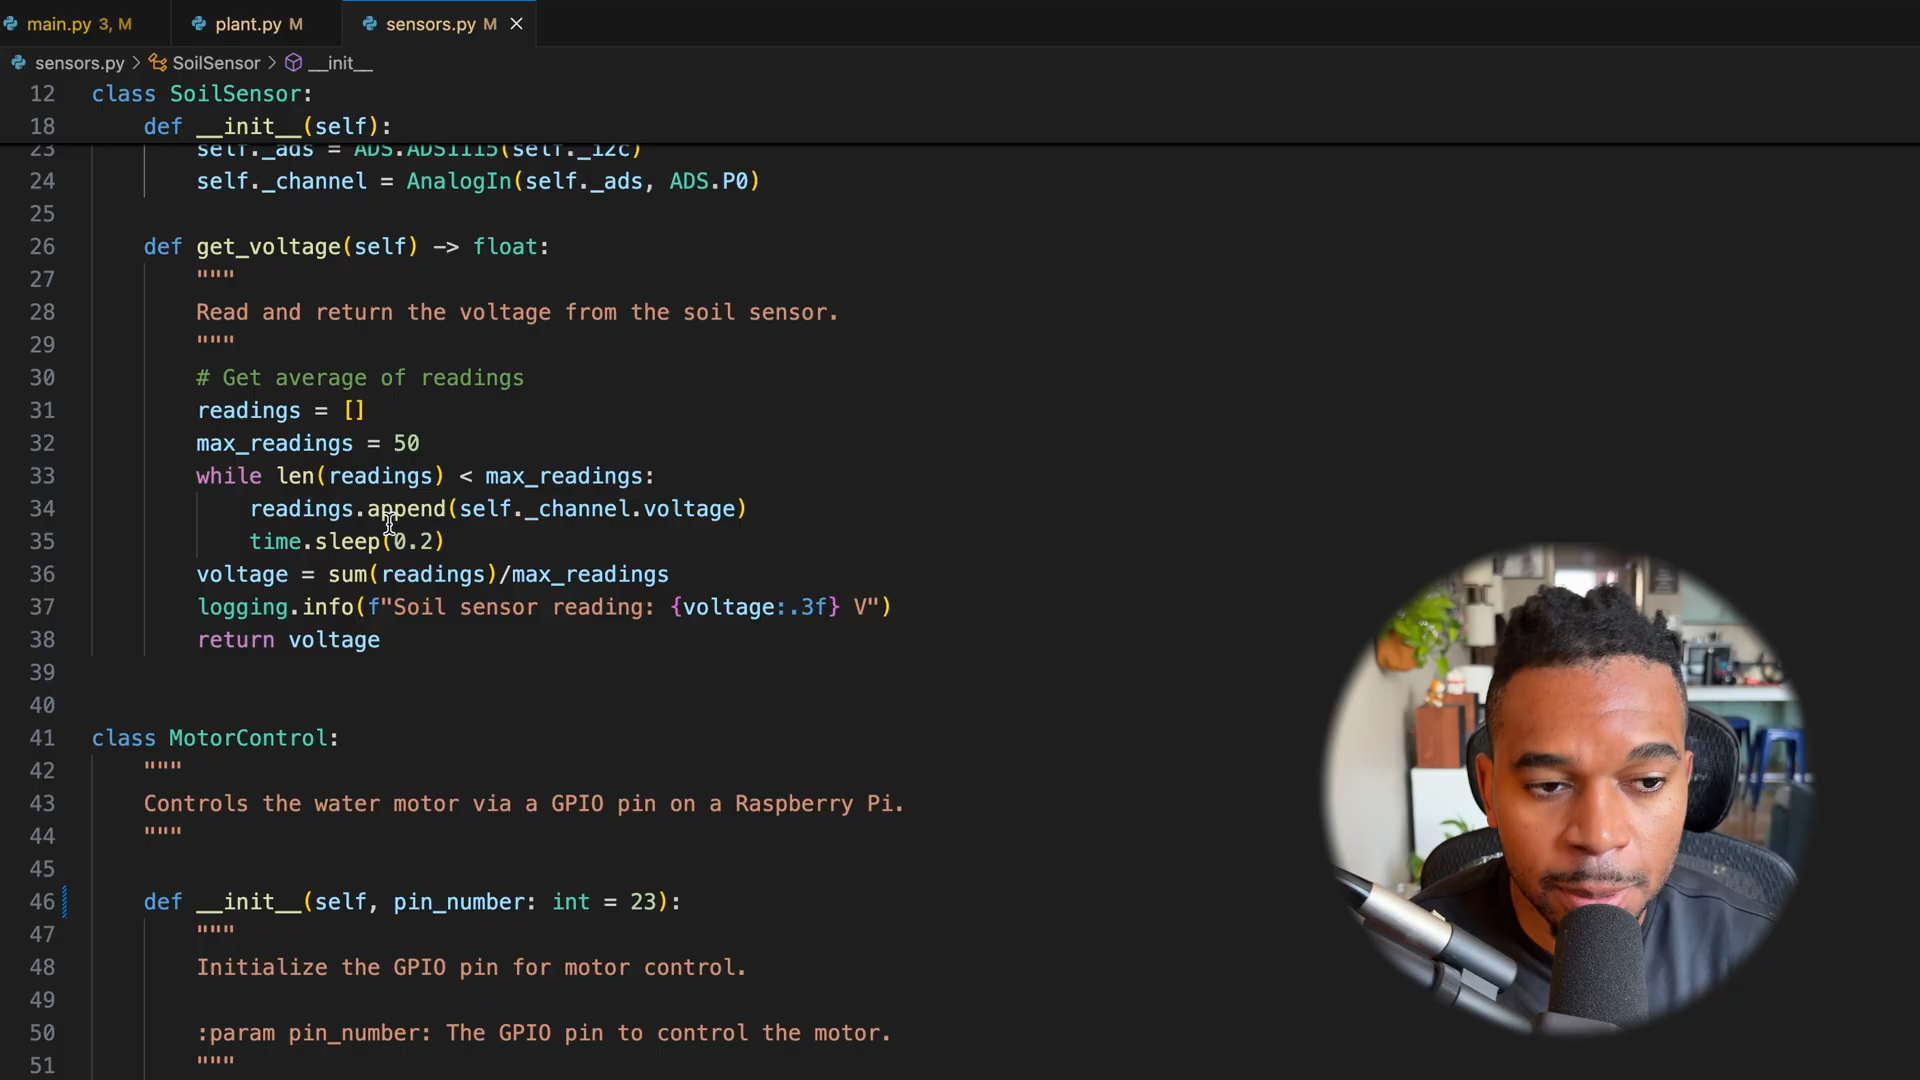 main.py 3, M
plant.py M
sensors.py M
sensors.py > SoilSensor > __init__
12 class SoilSensor:
18 def __init__(self):
23 self._ads = ADS.ADS1115(self._i2c)
24 self._channel = AnalogIn(self._ads, ADS.P0)
25
26 def get_voltage(self) -> float:
27 """
28 Read and return the voltage from the soil sensor.
29 """
30 # Get average of readings
31 readings = []
32 max_readings = 50
33 while len(readings) < max_readings:
34 readings.append(self._channel.voltage)
35 time.sleep(0.2)
36 voltage = sum(readings)/max_readings
37 logging.info(f"Soil sensor reading: {voltage:.3f} V")
38 return voltage
39
40
41 class MotorControl:
42 """
43 Controls the water motor via a GPIO pin on a Raspberry Pi.
44 """
45
46 def __init__(self, pin_number: int = 23):
47 """
48 Initialize the GPIO pin for motor control.
49
50 :param pin_number: The GPIO pin to control the motor.
51 """